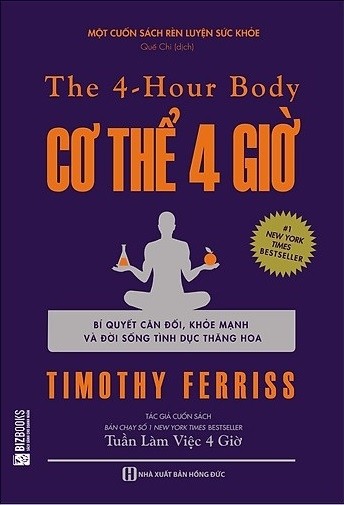 MỘT CUỐN SÁCH RÈN LUYỆN SỨC KHỎE
Quế Chi (dịch)
The 4-Hour Body
CƠ THỂ 4 GIỜ
#1
NEW YORK
TIMES
BESTSELLER
BÍ QUYẾT CÂN ĐỐI, KHỎE MẠNH
VÀ ĐỜI SỐNG TÌNH DỤC THĂNG HOA
TIMOTHY FERRISS
TÁC GIẢ CUỐN SÁCH
BÁN CHẠY SỐ 1 NEW YORK TIMES BESTSELLER
Tuần Làm Việc 4 Giờ
BIZBOOKS
NHÀ XUẤT BẢN HỒNG ĐỨC